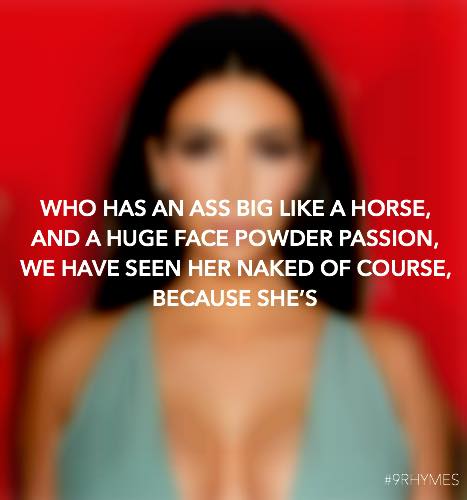 WHO HAS AN ASS BIG LIKE A HORSE,
AND A HUGE FACE POWDER PASSION,
WE HAVE SEEN HER NAKED OF COURSE,
BECAUSE SHE'S
#9RHYMES